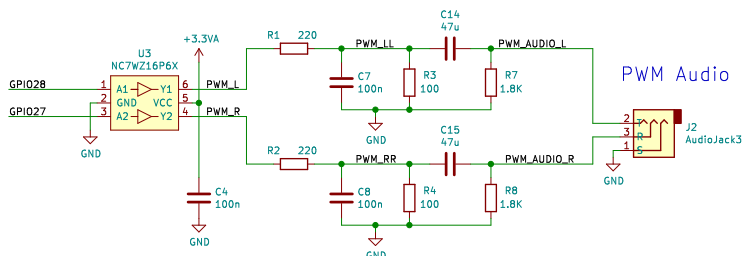 C14
47u
R1 220
+3.3VA
U3
NC7WZ16P6X
PWM_LL
PWM_AUDIO_L
PWM Audio
GPIO28
1 A1 Y1 6
PWM_L
2 GND VCC 5
GPIO27
3 A2 Y2 4
PWM_R
C7
100n
R3
100
R7
1.8K
GND
GND
C15
47u
2 T
3 R
1 S
J2
AudioJack3
R2 220
PWM_RR
PWM_AUDIO_R
GND
C4
100n
C8
100n
R4
100
R8
1.8K
GND
GND